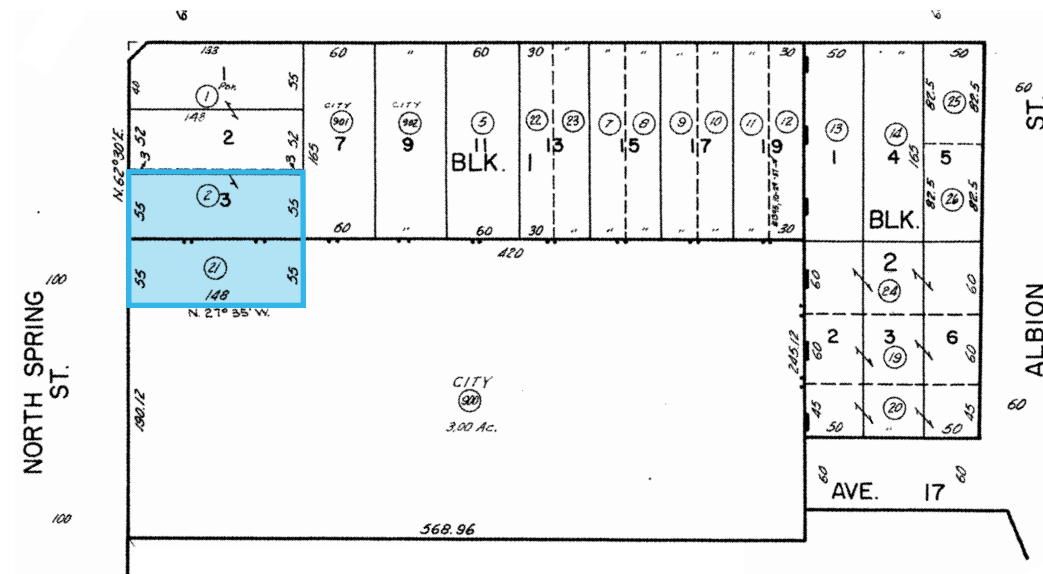 133 60 " 60 30 " " " " 30 50 " 50
40 1 Por. 55 1 82.5 25 82.5 60
148 CITY CITY
901 902 5 22 23 7 8 9 10 11 12 13 14
N. 62°30'E. 52 2 52 165 7 9 11 13 15 17 19 1 4 165 5 ST.
3 3 BLK. 1
55 2 3 55 82.5 26 82.5
60 " 60 30 " " " " 30 BLK.
420
55 21 55 2
100 148 60 24 60
N. 27°35' W.
NORTH SPRING ST. 245.12 2 3 6 ALBION
60 19 60
CITY
190.12 900 45 20 45 60
3.00 Ac. 50 " 50
60 60
AVE. 17
100
568.96